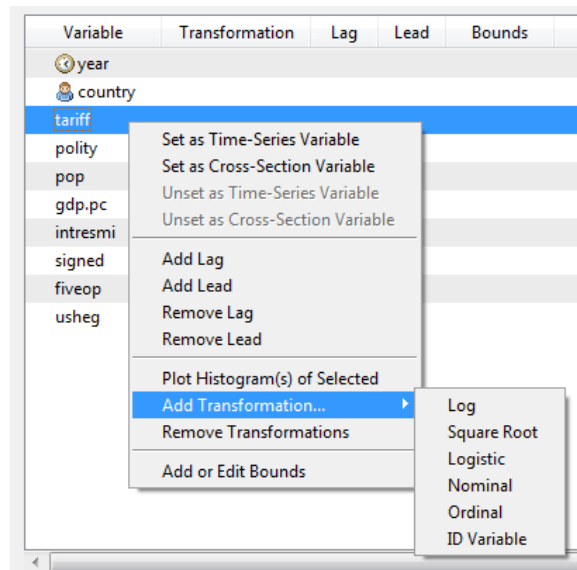 Variable Transformation Lag Lead Bounds
year
country
tariff
polity
pop
gdp.pc
intresmi
signed
fiveop
usheg
Set as Time-Series Variable
Set as Cross-Section Variable
Unset as Time-Series Variable
Unset as Cross-Section Variable
Add Lag
Add Lead
Remove Lag
Remove Lead
Plot Histogram(s) of Selected
Add Transformation...
Remove Transformations
Add or Edit Bounds
Log
Square Root
Logistic
Nominal
Ordinal
ID Variable